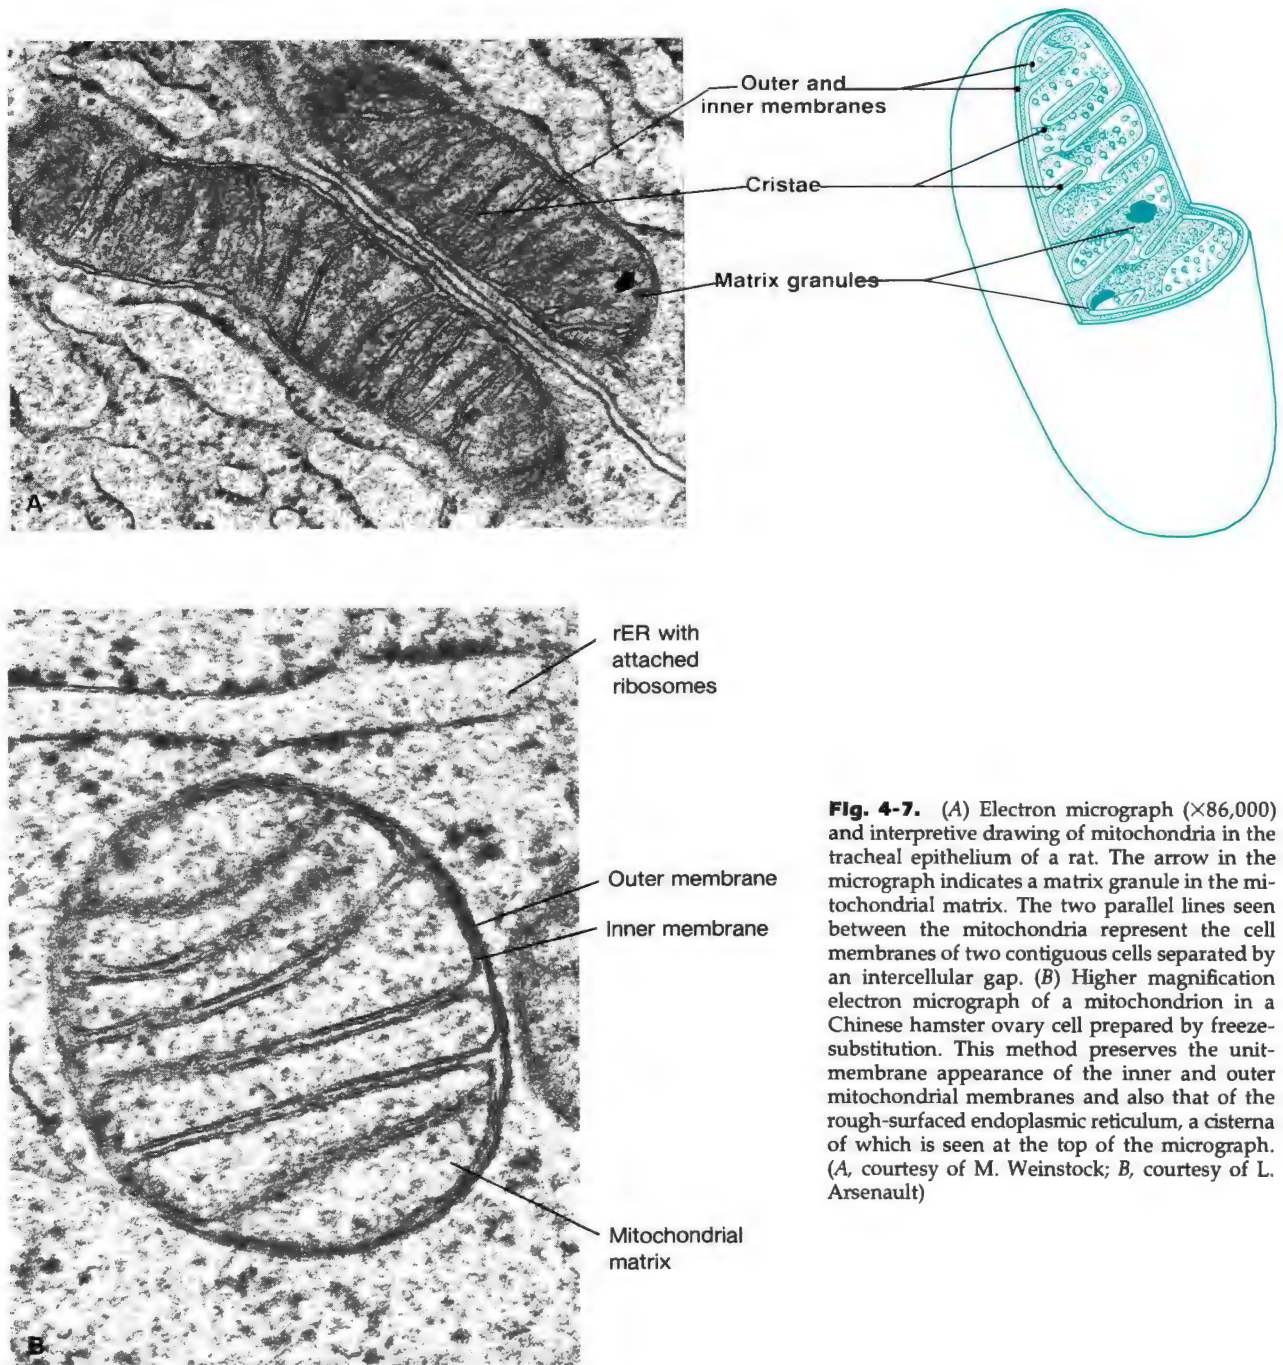 Outer and
inner membranes
Cristae
Matrix granules
A
rER with
attached
ribosomes
Outer membrane
Inner membrane
Mitochondrial
matrix
B
Fig. 4-7. (A) Electron micrograph (×86,000)
and interpretive drawing of mitochondria in the
tracheal epithelium of a rat. The arrow in the
micrograph indicates a matrix granule in the mi-
tochondrial matrix. The two parallel lines seen
between the mitochondria represent the cell
membranes of two contiguous cells separated by
an intercellular gap. (B) Higher magnification
electron micrograph of a mitochondrion in a
Chinese hamster ovary cell prepared by freeze-
substitution. This method preserves the unit-
membrane appearance of the inner and outer
mitochondrial membranes and also that of the
rough-surfaced endoplasmic reticulum, a cisterna
of which is seen at the top of the micrograph.
(A, courtesy of M. Weinstock; B, courtesy of L.
Arsenault)